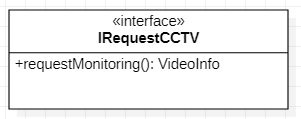 «interface»
IRequestCCTV
+requestMonitoring(): VideoInfo